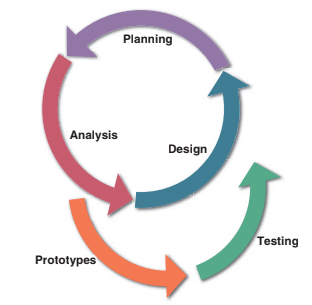 Planning
Analysis
Design
Prototypes
Testing